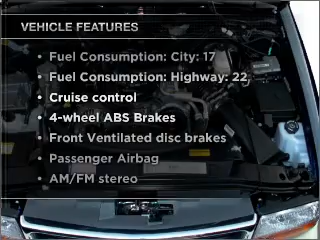 VEHICLE FEATURES
• Fuel Consumption: City: 17
• Fuel Consumption: Highway: 22
• Cruise control
• 4-wheel ABS Brakes
• Front Ventilated disc brakes
• Passenger Airbag
• AM/FM stereo